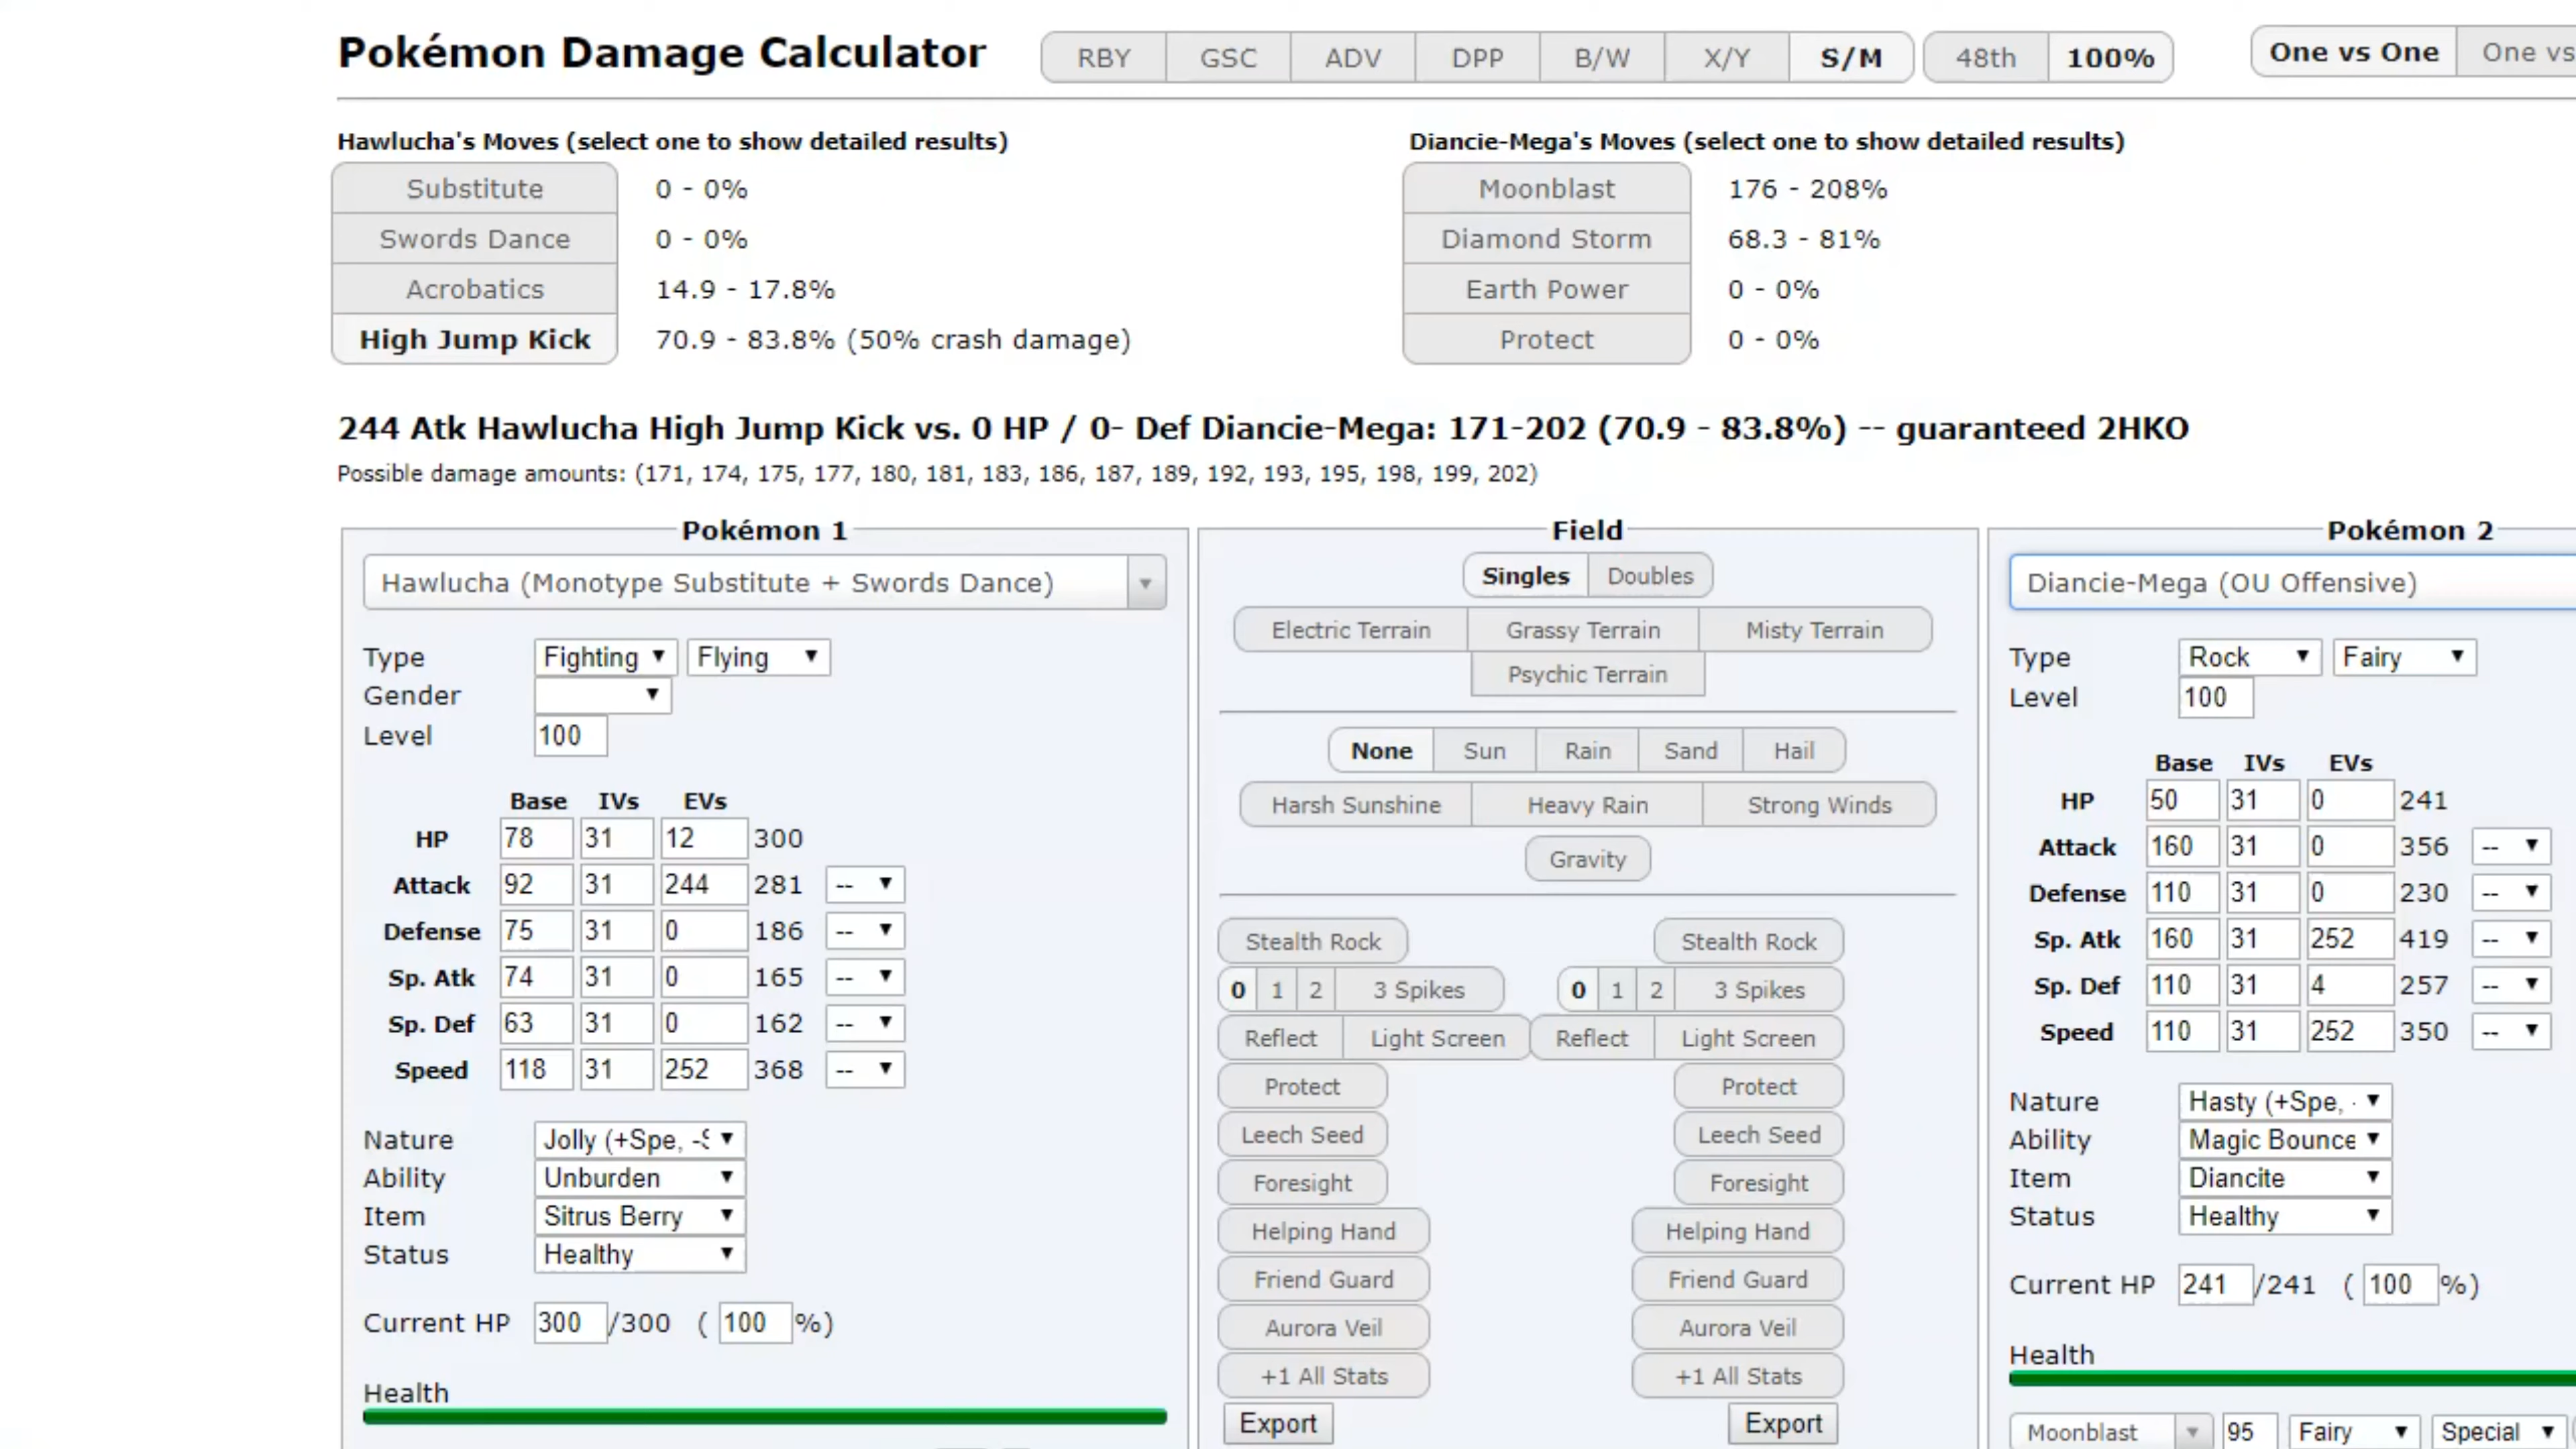 Pokémon Damage Calculator RBY GSC ADV DPP B/W X/Y S/M 48th 100% One vs One One vs
Hawlucha's Moves (select one to show detailed results) Diancie-Mega's Moves (select one to show detailed results)
Substitute 0 - 0% Moonblast 176 - 208%
Swords Dance 0 - 0% Diamond Storm 68.3 - 81%
Acrobatics 14.9 - 17.8% Earth Power 0 - 0%
High Jump Kick 70.9 - 83.8% (50% crash damage) Protect 0 - 0%
244 Atk Hawlucha High Jump Kick vs. 0 HP / 0- Def Diancie-Mega: 171-202 (70.9 - 83.8%) -- guaranteed 2HKO
Possible damage amounts: (171, 174, 175, 177, 180, 181, 183, 186, 187, 189, 192, 193, 195, 198, 199, 202)
Pokémon 1
Hawlucha (Monotype Substitute + Swords Dance)
Type Fighting Flying
Gender
Level 100
Base IVs EVs
HP 78 31 12 300
Attack 92 31 244 281 --
Defense 75 31 0 186 --
Sp. Atk 74 31 0 165 --
Sp. Def 63 31 0 162 --
Speed 118 31 252 368 --
Nature Jolly (+Spe, -S
Ability Unburden
Item Sitrus Berry
Status Healthy
Current HP 300 /300 ( 100 %)
Health
Field
Singles Doubles
Electric Terrain Grassy Terrain Misty Terrain
Psychic Terrain
None Sun Rain Sand Hail
Harsh Sunshine Heavy Rain Strong Winds
Gravity
Stealth Rock Stealth Rock
0 1 2 3 Spikes 0 1 2 3 Spikes
Reflect Light Screen Reflect Light Screen
Protect Protect
Leech Seed Leech Seed
Foresight Foresight
Helping Hand Helping Hand
Friend Guard Friend Guard
Aurora Veil Aurora Veil
+1 All Stats +1 All Stats
Export Export
Pokémon 2
Diancie-Mega (OU Offensive)
Type Rock Fairy
Level 100
Base IVs EVs
HP 50 31 0 241
Attack 160 31 0 356 --
Defense 110 31 0 230 --
Sp. Atk 160 31 252 419 --
Sp. Def 110 31 4 257 --
Speed 110 31 252 350 --
Nature Hasty (+Spe, -
Ability Magic Bounce
Item Diancite
Status Healthy
Current HP 241 /241 ( 100 %)
Health
Moonblast 95 Fairy Special